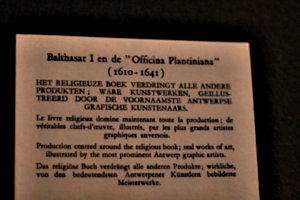 Balthasar I en de "Officina Plantiniana"
(1610-1641)
HET RELIGIEUZE BOEK VERDRINGT ALLE ANDERE
PRODUKTEN ; WARE KUNSTWERKEN, GEILLUS-
TREERD DOOR DE VOORNAAMSTE ANTWERPSE
GRAFISCHE KUNSTENAARS.
Le livre religieux domine maintenant toute la production ; de
véritables chefs-d'œuvre, illustrés, par les plus grands artistes
graphiques anversois.
Production centred around the religious book; real works of art,
illustrated by the most prominent Antwerp graphic artists.
Das religiöse Buch verdrängt alle anderen Produkte; wirkliche,
von den bedeutendsten Antwerpener Künstlern bebilderte
Meisterwerke.